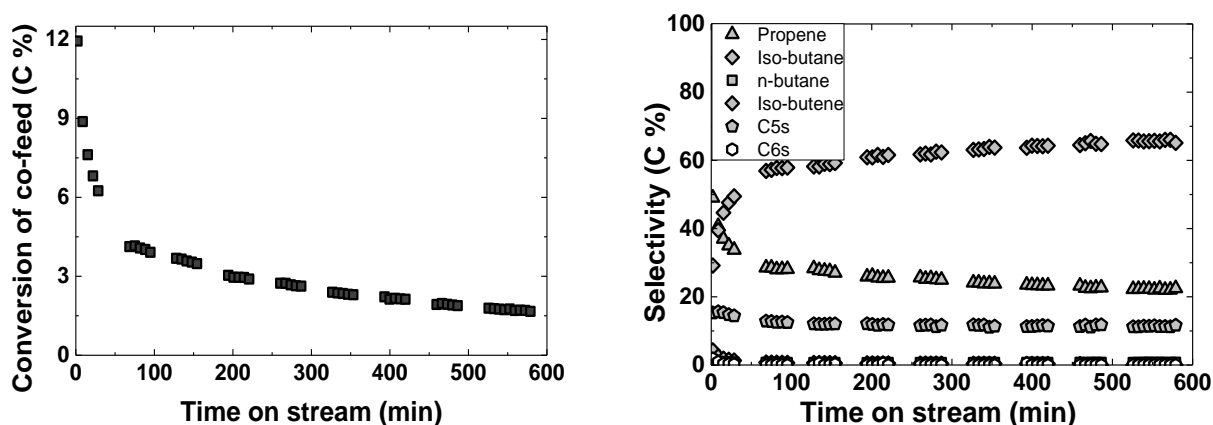 Conversion of co-feed (C %)
12
9
6
3
0
0 100 200 300 400 500 600
Time on stream (min)
Selectivity (C %)
100
80
60
40
20
0
Propene
Iso-butane
n-butane
Iso-butene
C5s
C6s
0 100 200 300 400 500 600
Time on stream (min)